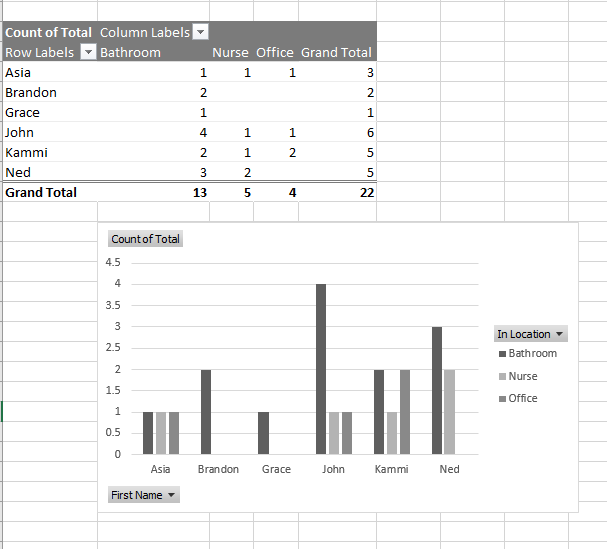 Count of Total Column Labels
Row Labels Bathroom Nurse Office Grand Total
Asia 1 1 1 3
Brandon 2 2
Grace 1 1
John 4 1 1 6
Kammi 2 1 2 5
Ned 3 2 5
Grand Total 13 5 4 22
Count of Total
4.5
4
3.5
3
2.5
2
1.5
1
0.5
0
Asia Brandon Grace John Kammi Ned
In Location
Bathroom
Nurse
Office
First Name